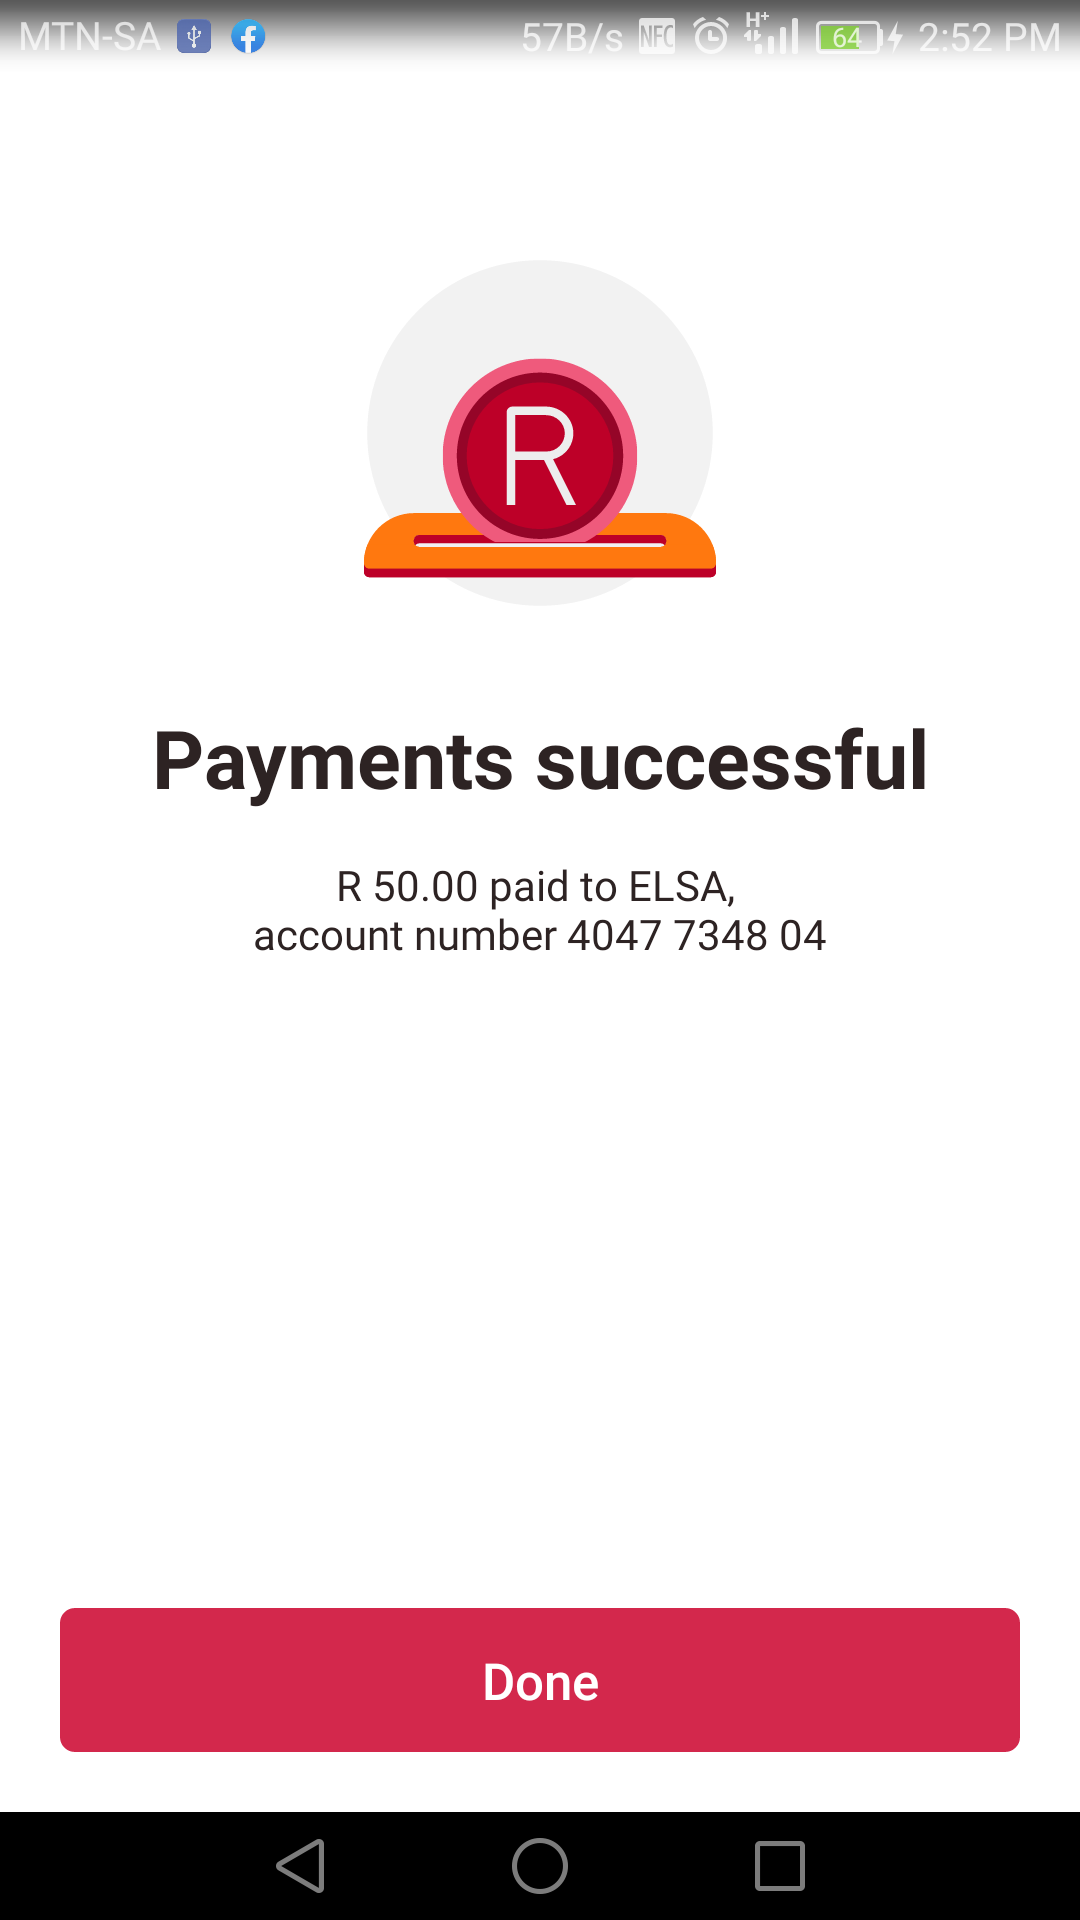 MTN-SA 57B/s NFC H+ 64 2:52 PM
R
Payments successful
R 50.00 paid to ELSA,
account number 4047 7348 04
Done